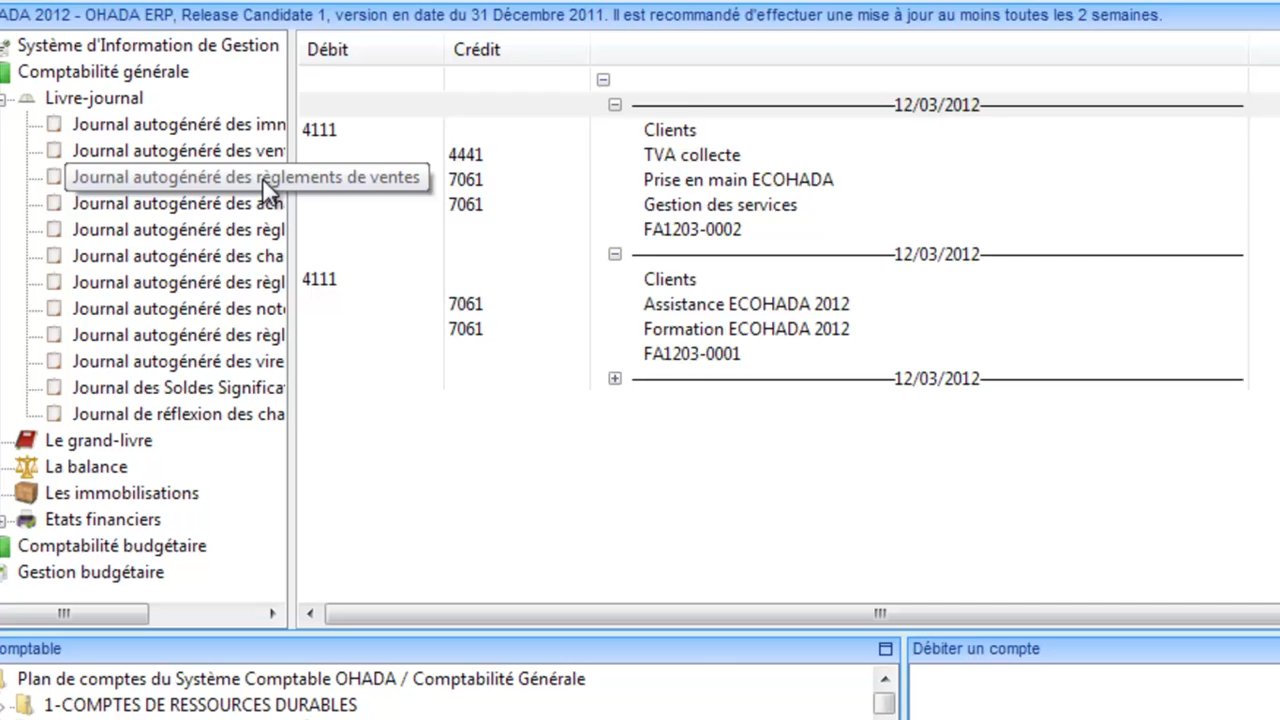 ADA 2012 - OHADA ERP, Release Candidate 1, version en date du 31 Décembre 2011. Il est recommandé d'effectuer une mise à jour au moins toutes les 2 semaines.
Système d'Information de Gestion
Comptabilité générale
Livre-journal
Journal autogénéré des imm
Journal autogénéré des ven
Journal autogénéré des règlements de ventes
Journal autogénéré des ach
Journal autogénéré des règl
Journal autogénéré des cha
Journal autogénéré des règl
Journal autogénéré des note
Journal autogénéré des règl
Journal autogénéré des vire
Journal des Soldes Significa
Journal de réflexion des cha
Le grand-livre
La balance
Les immobilisations
Etats financiers
Comptabilité budgétaire
Gestion budgétaire
Débit Crédit
12/03/2012
4111 Clients
4441 TVA collecte
7061 Prise en main ECOHADA
7061 Gestion des services
FA1203-0002
12/03/2012
4111 Clients
7061 Assistance ECOHADA 2012
7061 Formation ECOHADA 2012
FA1203-0001
12/03/2012
omptable
Plan de comptes du Système Comptable OHADA / Comptabilité Générale
1-COMPTES DE RESSOURCES DURABLES
Débiter un compte